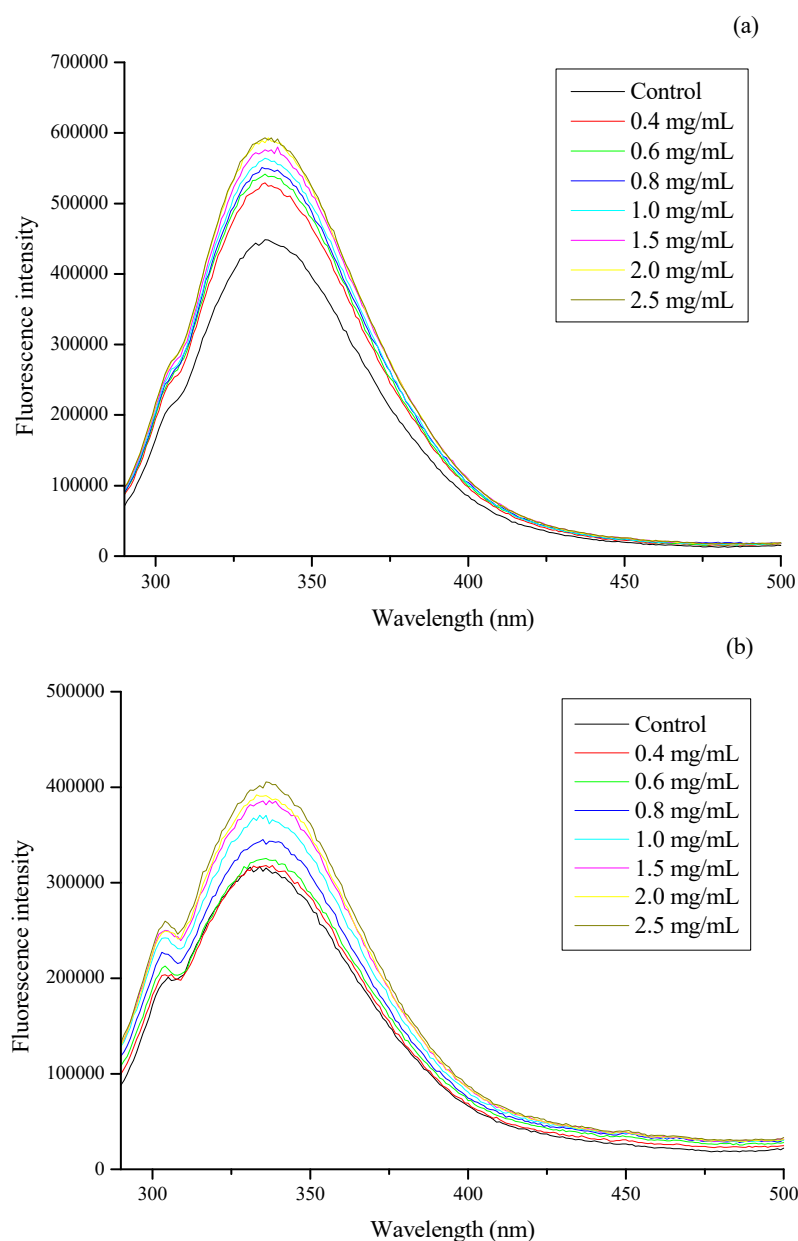 (a)
700000
600000
500000
400000
300000
200000
100000
0
Fluorescence intensity
Control
0.4 mg/mL
0.6 mg/mL
0.8 mg/mL
1.0 mg/mL
1.5 mg/mL
2.0 mg/mL
2.5 mg/mL
300 350 400 450 500
Wavelength (nm)
(b)
500000
400000
300000
200000
100000
0
Fluorescence intensity
Control
0.4 mg/mL
0.6 mg/mL
0.8 mg/mL
1.0 mg/mL
1.5 mg/mL
2.0 mg/mL
2.5 mg/mL
300 350 400 450 500
Wavelength (nm)